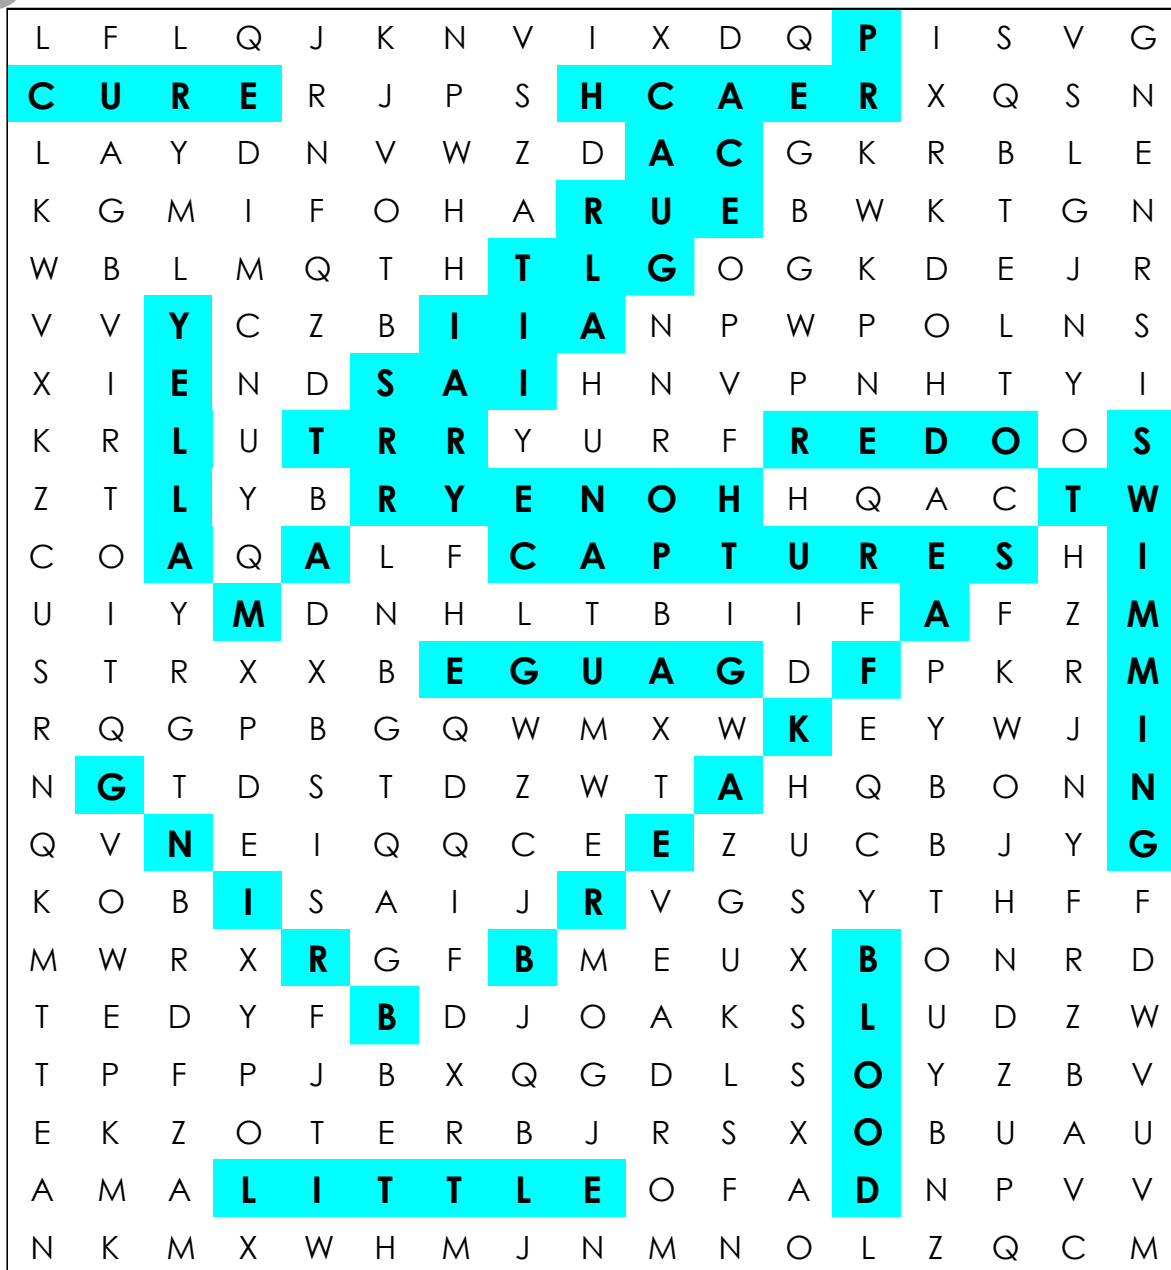 L F L Q J K N V I X D Q P I S V G
C U R E R J P S H C A E R X Q S N
L A Y D N V W Z D A C G K R B L E
K G M I F O H A R U E B W K T G N
W B L M Q T H T L G O G K D E J R
V V Y C Z B I I A N P W P O L N S
X I E N D S A I H N V P N H T Y I
K R L U T R R Y U R F R E D O O S
Z T L Y B R Y E N O H H Q A C T W
C O A Q A L F C A P T U R E S H I
U I Y M D N H L T B I I F A F Z M
S T R X X B E G U A G D F P K R M
R Q G P B G Q W M X W K E Y W J I
N G T D S T D Z W T A H Q B O N N
Q V N E I Q Q C E E Z U C B J Y G
K O B I S A I J R V G S Y T H F F
M W R X R G F B M E U X B O N R D
T E D Y F B D J O A K S L U D Z W
T P F P J B X Q G D L S O Y Z B V
E K Z O T E R B J R S X O B U A U
A M A L I T T L E O F A D N P V V
N K M X W H M J N M N O L Z Q C M